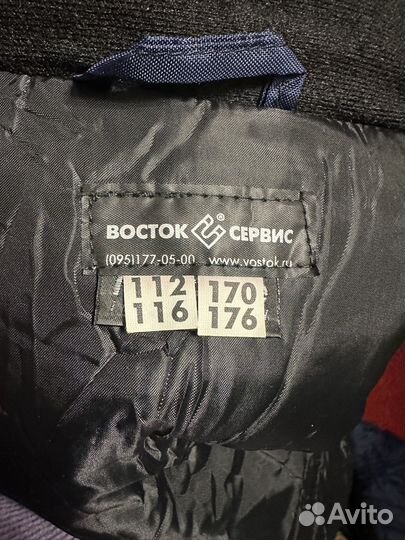 ВОСТОК ® СЕРВИС
(095)177-05-00 www.vostok.ru
112 170
116 176
Avito